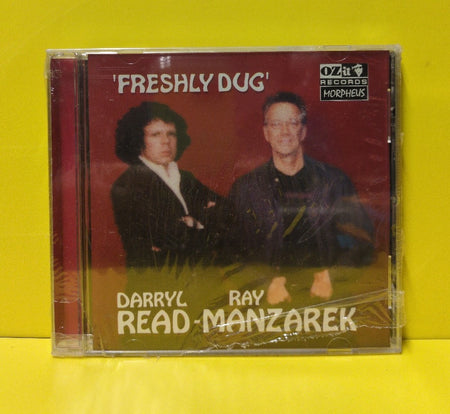 'FRESHLY DUG'
OZit
RECORDS
MORPHEUS
DARRYL RAY
READ - MANZAREK